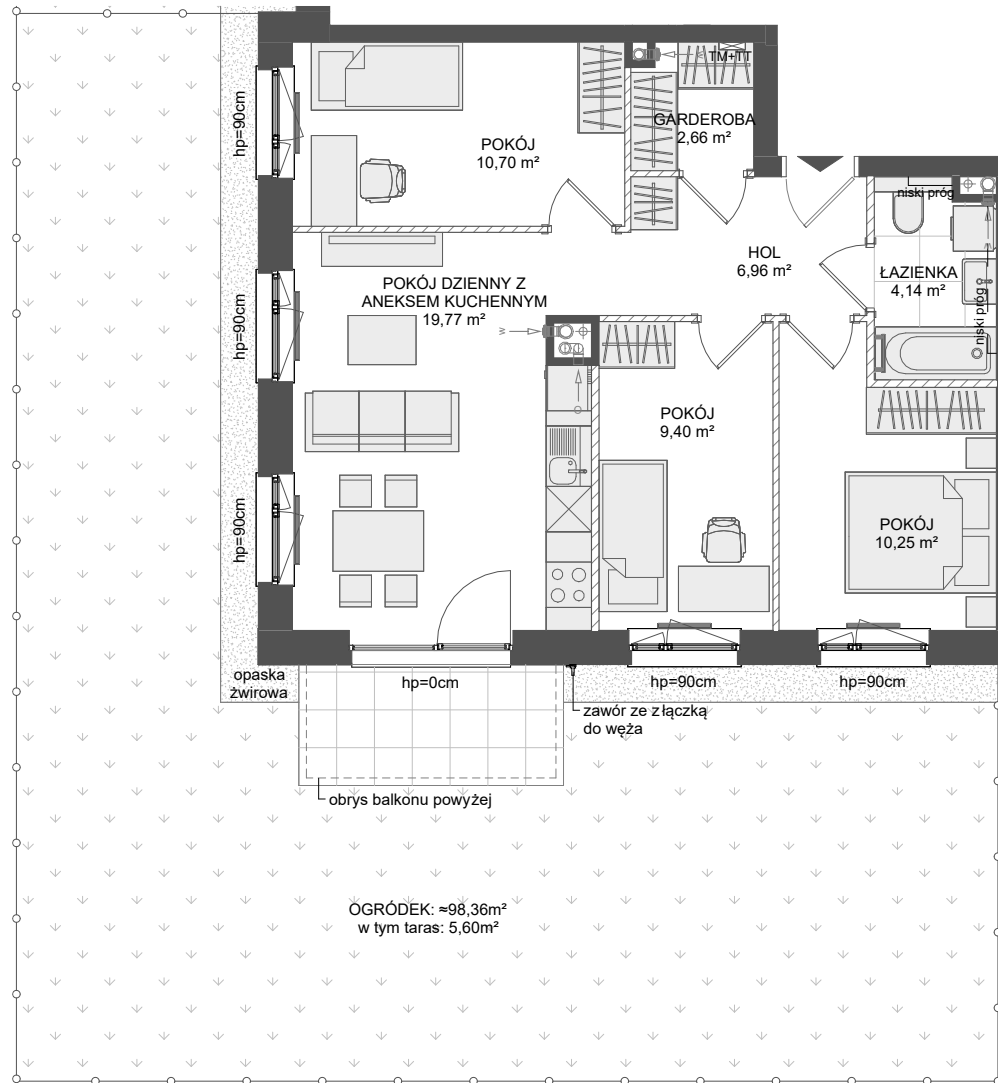 TM+TT
GARDEROBA
2,66 m²
hp=90cm
POKÓJ
10,70 m²
niski próg
HOL
6,96 m²
ŁAZIENKA
4,14 m²
POKÓJ DZIENNY Z
ANEKSEM KUCHENNYM
19,77 m²
niski próg
hp=90cm
W
POKÓJ
9,40 m²
hp=90cm
POKÓJ
10,25 m²
opaska
żwirowa
hp=0cm
hp=90cm
hp=90cm
zawór ze złączką
do węża
obrys balkonu powyżej
OGRÓDEK: ≈98,36m²
w tym taras: 5,60m²